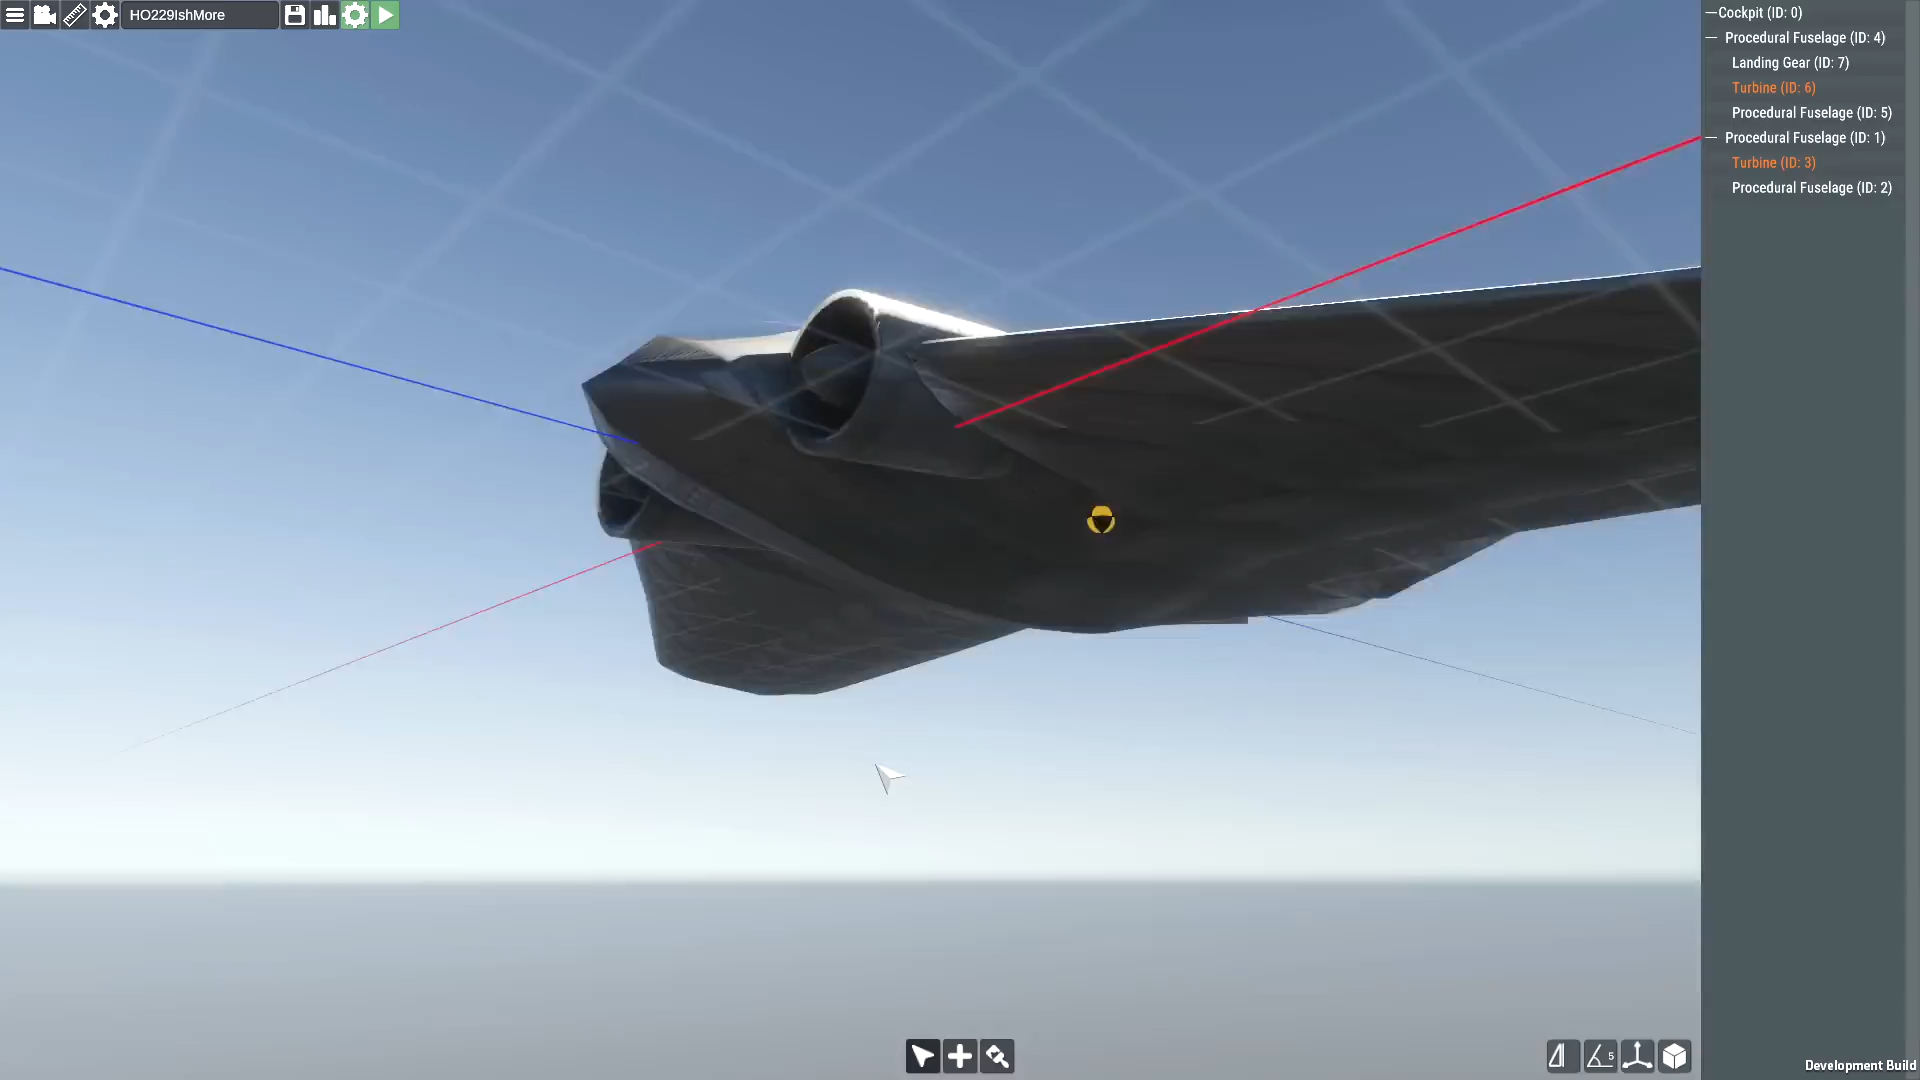 HO229IshMore
Cockpit (ID: 0)
Procedural Fuselage (ID: 4)
Landing Gear (ID: 7)
Turbine (ID: 6)
Procedural Fuselage (ID: 5)
Procedural Fuselage (ID: 1)
Turbine (ID: 3)
Procedural Fuselage (ID: 2)
5
Development Build